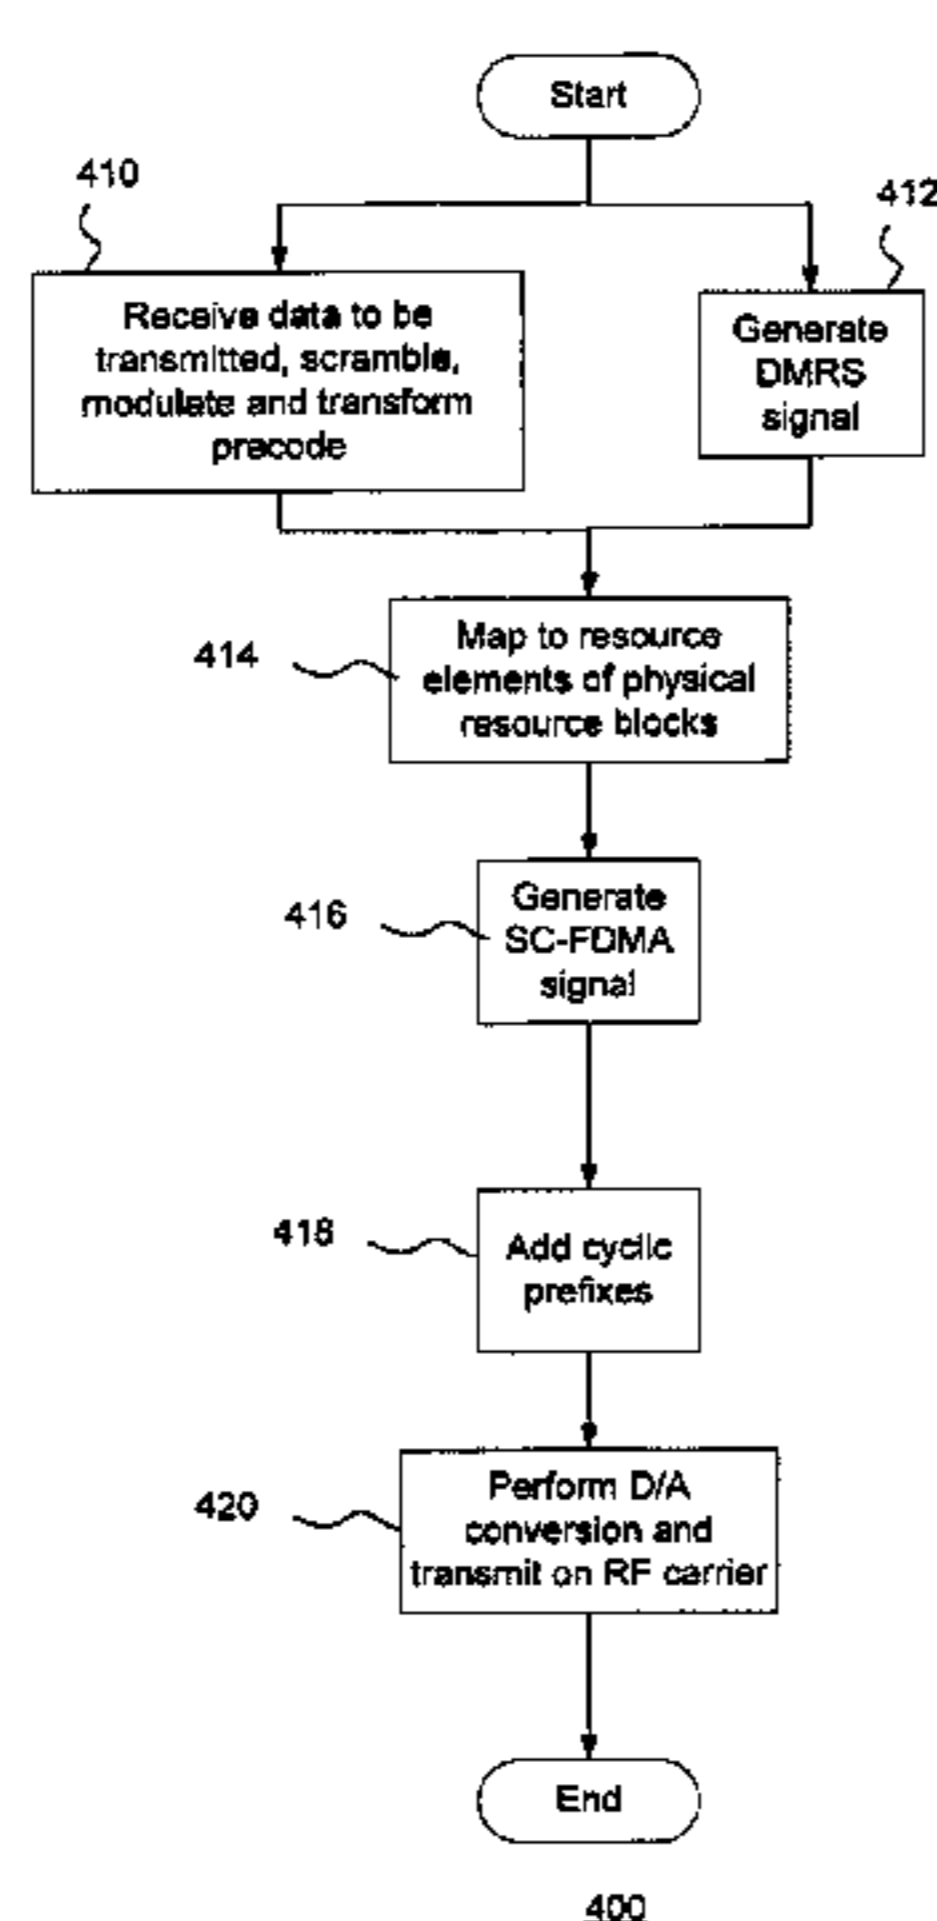 Start
410
412
Receive data to be
transmitted, scramble,
modulate and transform
precode
Generate
DMRS
signal
414
Map to resource
elements of physical
resource blocks
416
Generate
SC-FDMA
signal
418
Add cyclic
prefixes
420
Perform D/A
conversion and
transmit on RF carrier
End
400